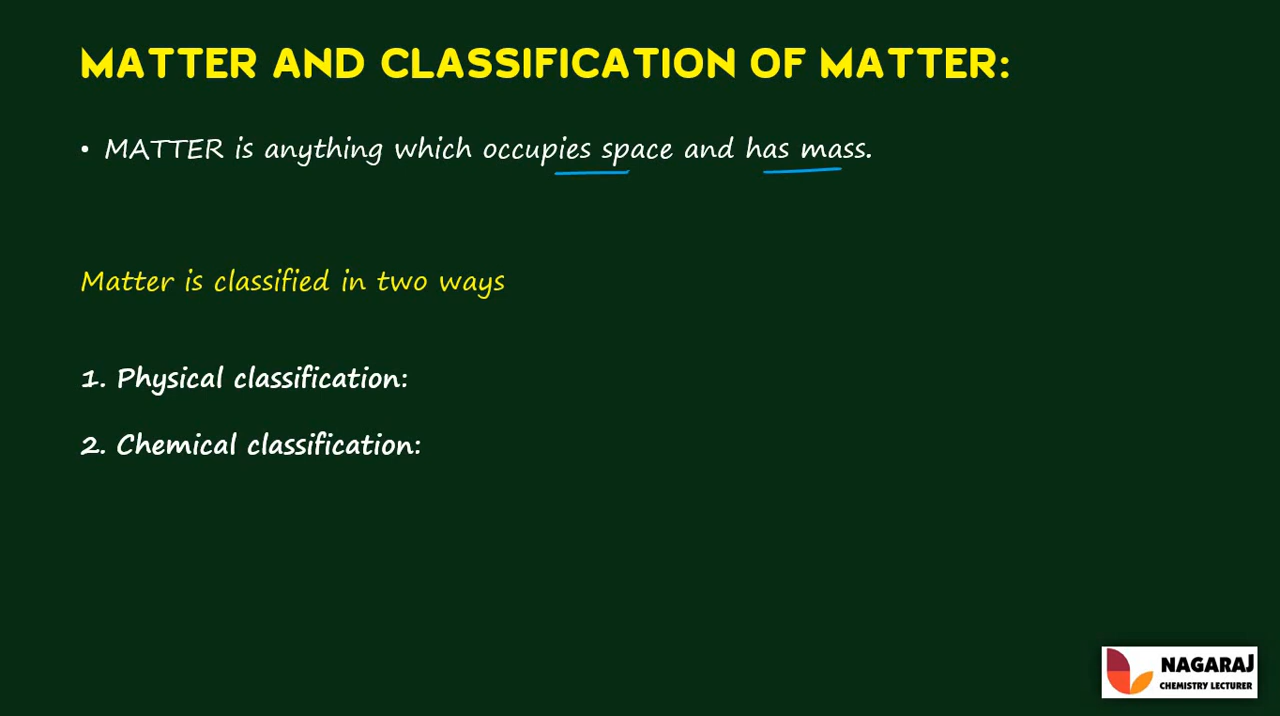 MATTER AND CLASSIFICATION OF MATTER:
• MATTER is anything which occupies space and has mass.
Matter is classified in two ways
1. Physical classification:
2. Chemical classification:
NAGARAJ
CHEMISTRY LECTURER